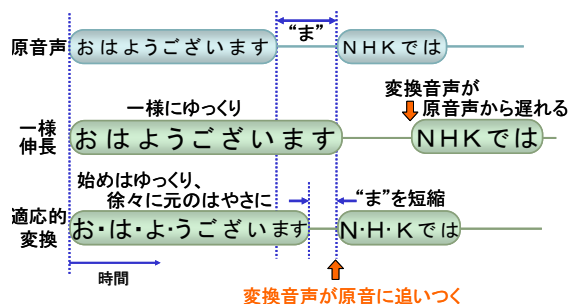 “ま”
原音声
おはようございます
NHKでは
変換音声が
原音声から遅れる
一様にゆっくり
一様
伸長
おはようございます
NHKでは
始めはゆっくり、
徐々に元のはやさに
“ま”を短縮
適応的
変換
お・は・よ・うございます
N・H・Kでは
時間
変換音声が原音に追いつく